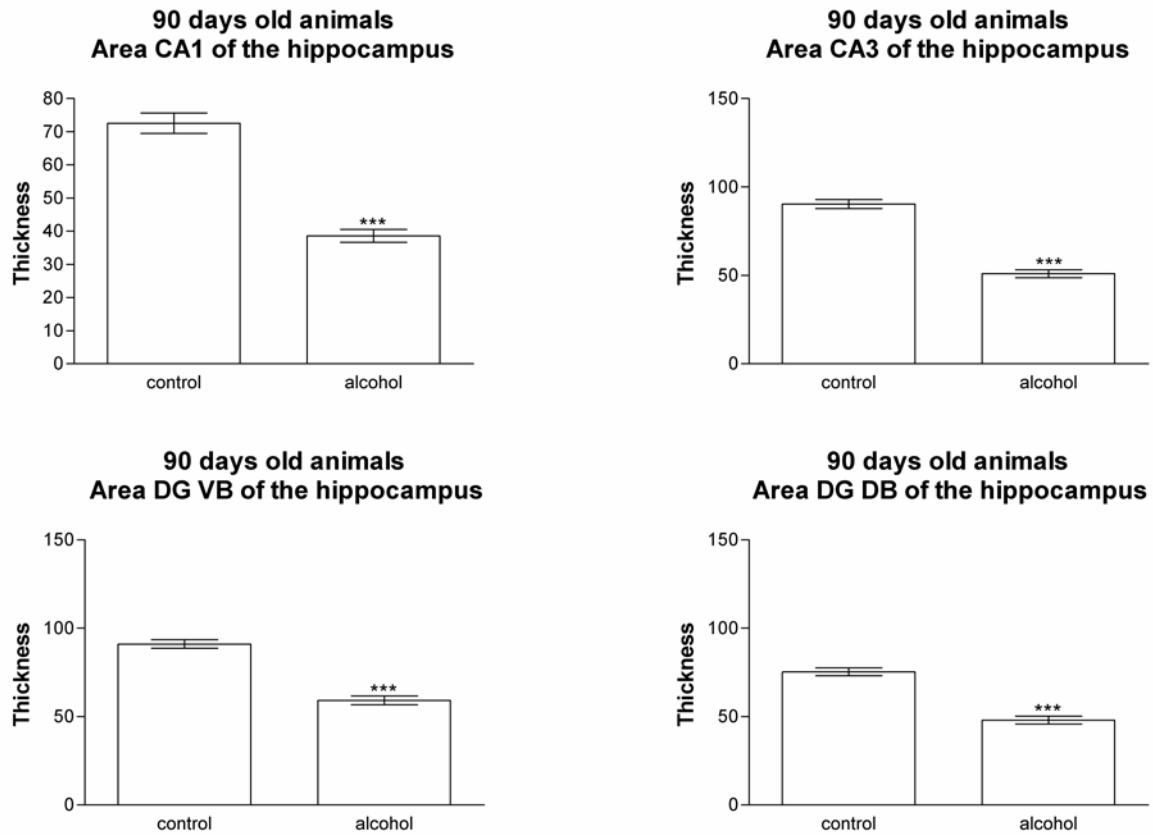 90 days old animals
Area CA1 of the hippocampus
Thickness
80
70
60
50
40
30
20
10
0
***
control
alcohol
90 days old animals
Area CA3 of the hippocampus
Thickness
150
100
50
0
***
control
alcohol
90 days old animals
Area DG VB of the hippocampus
Thickness
150
100
50
0
***
control
alcohol
90 days old animals
Area DG DB of the hippocampus
Thickness
150
100
50
0
***
control
alcohol